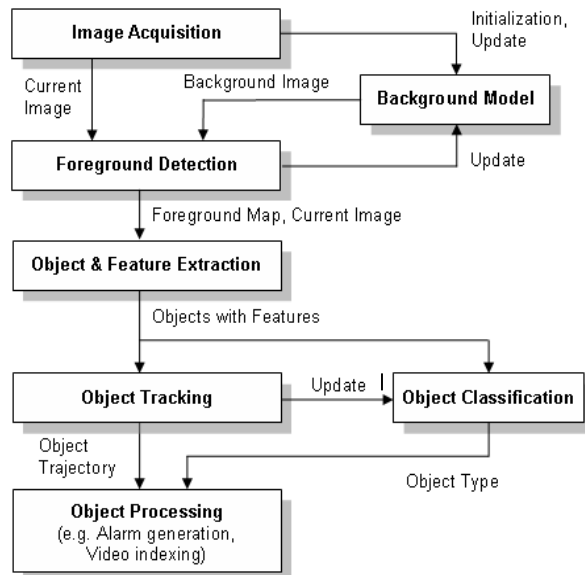 Image Acquisition
Initialization,
Update
Current
Image
Background Image
Background Model
Foreground Detection
Update
Foreground Map, Current Image
Object & Feature Extraction
Objects with Features
Object Tracking
Update
Object Classification
Object
Trajectory
Object Type
Object Processing
(e.g. Alarm generation,
Video indexing)